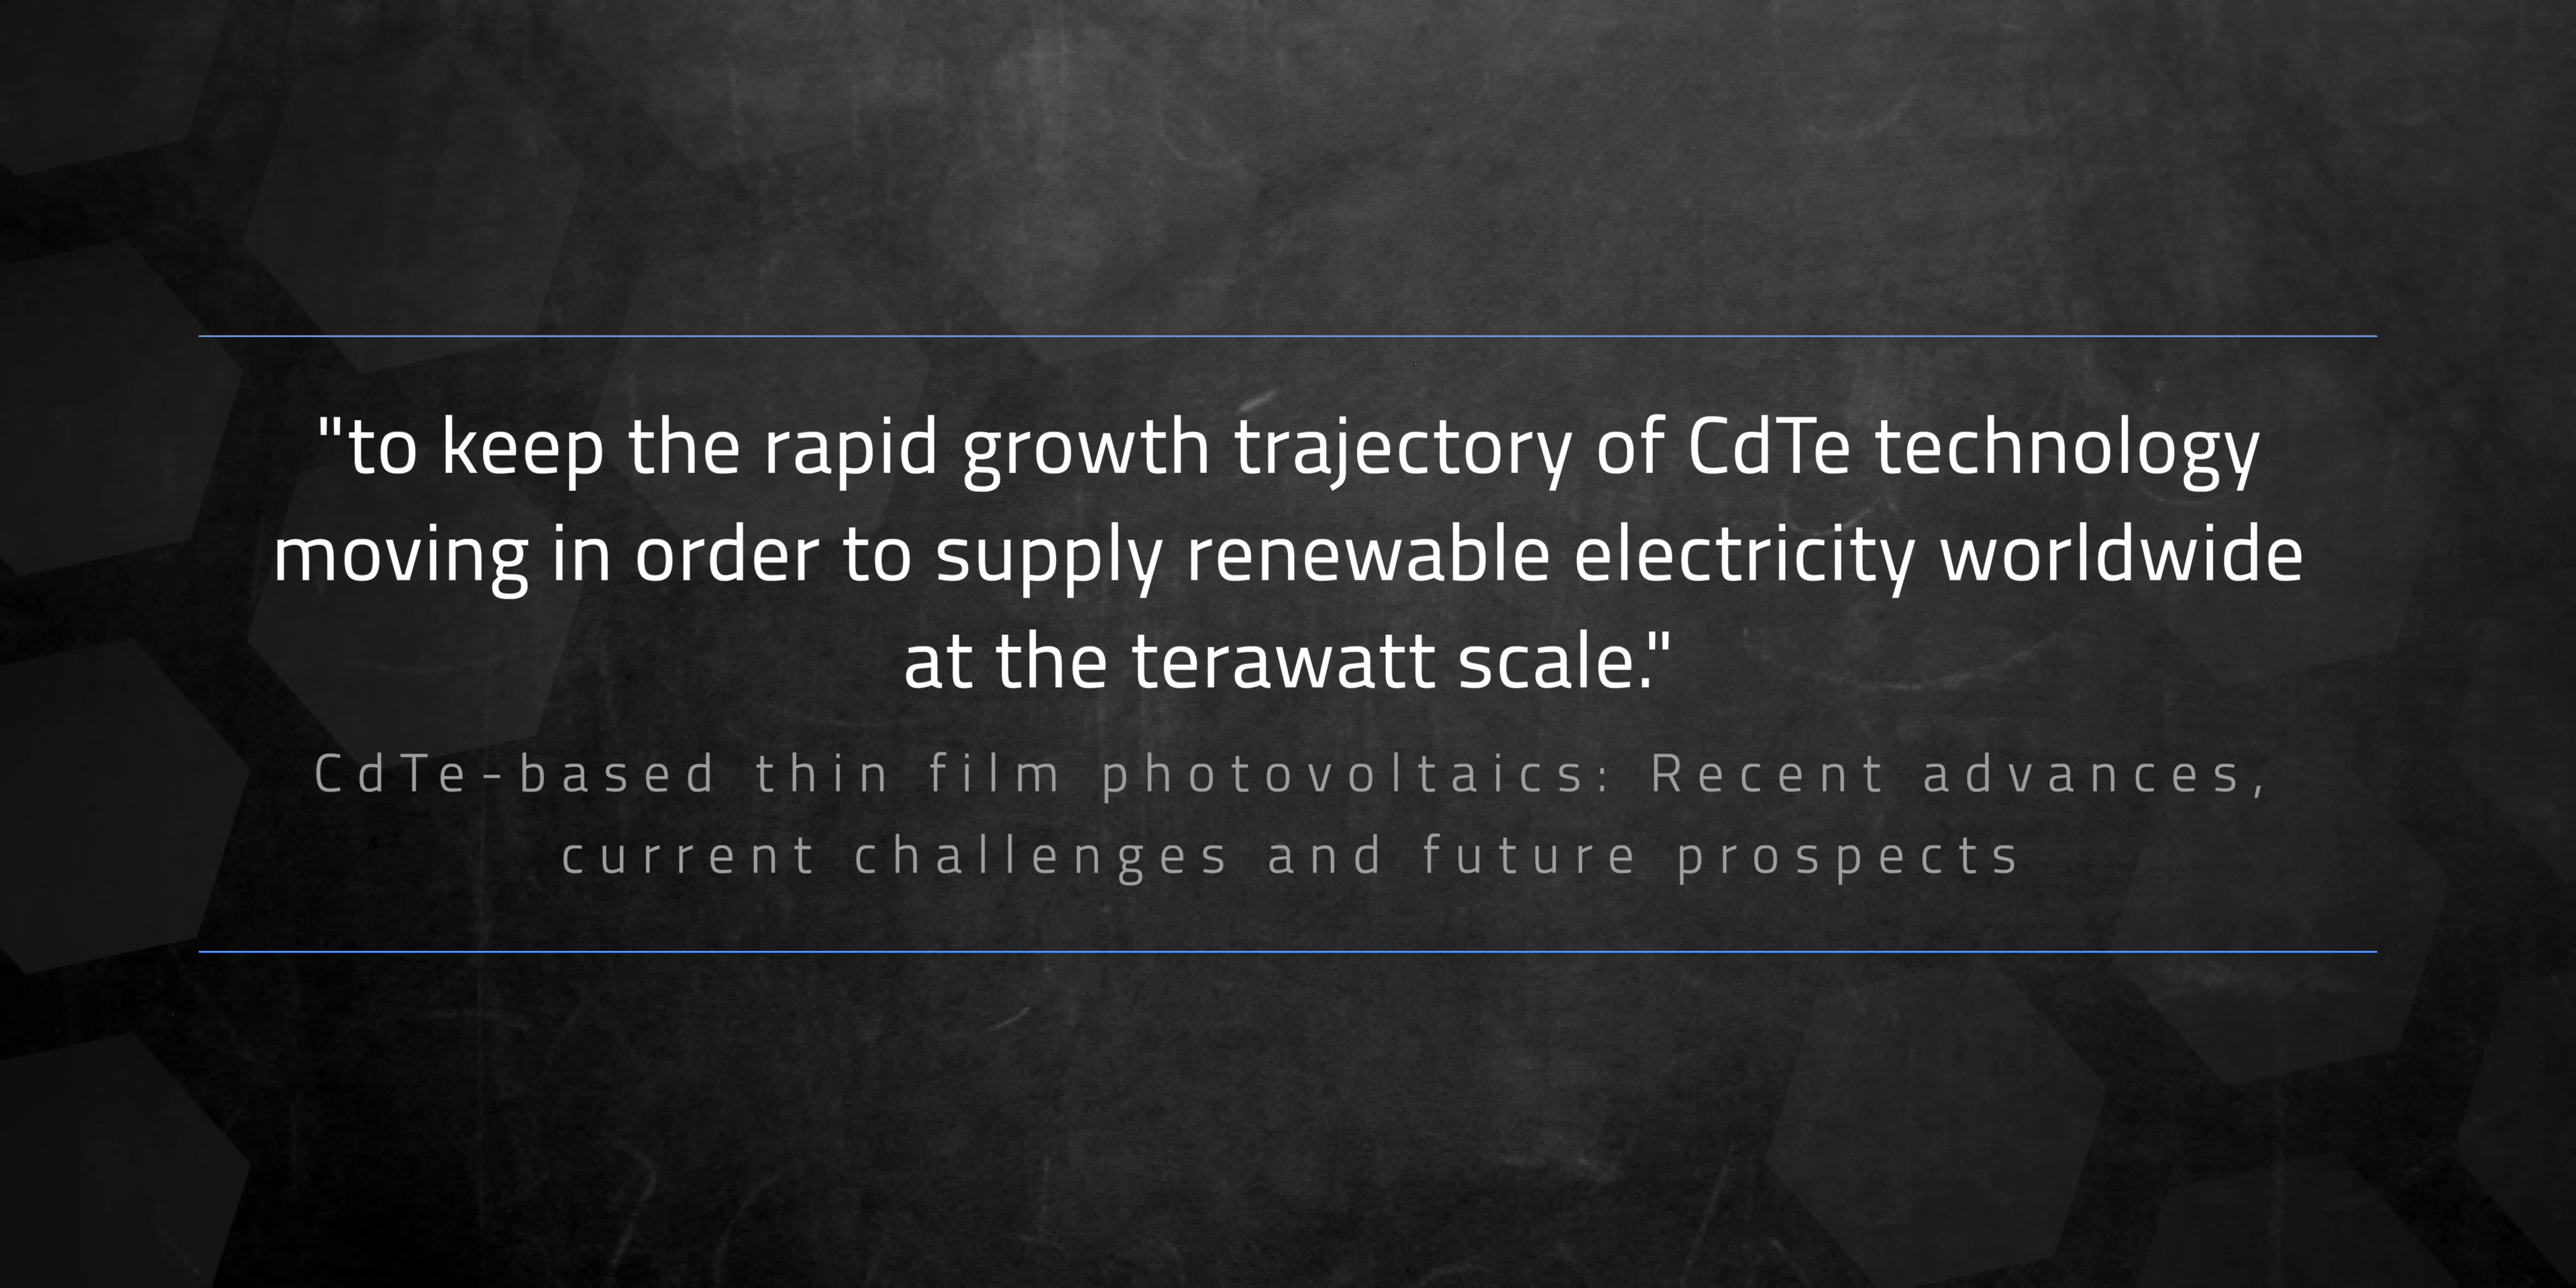 "to keep the rapid growth trajectory of CdTe technology
moving in order to supply renewable electricity worldwide
at the terawatt scale."
CdTe-based thin film photovoltaics: Recent advances,
current challenges and future prospects